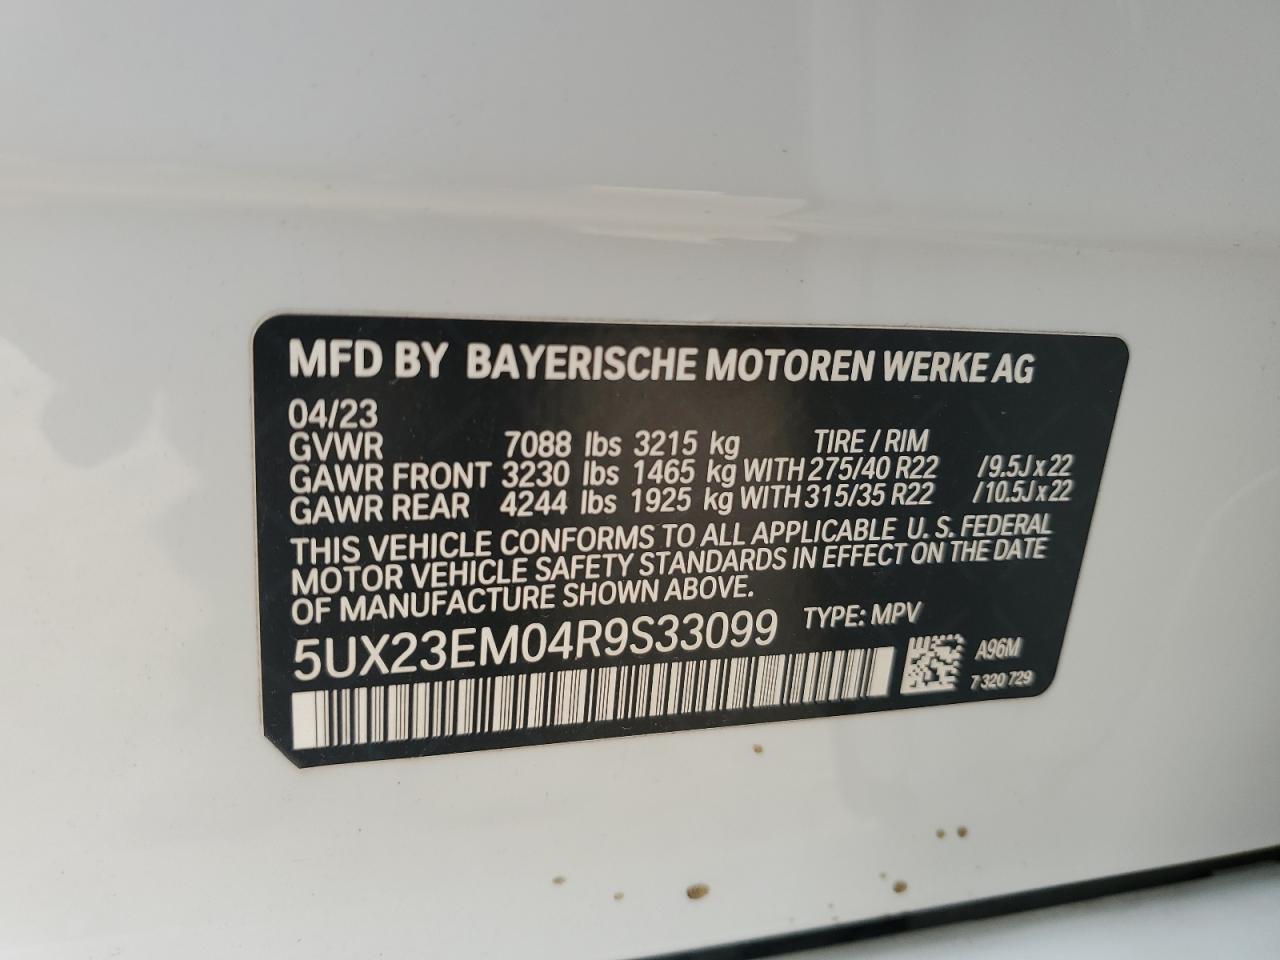 MFD BY BAYERISCHE MOTOREN WERKE AG
04/23
GVWR 7088 lbs 3215 kg TIRE / RIM
GAWR FRONT 3230 lbs 1465 kg WITH 275/40 R22 /9.5J x 22
GAWR REAR 4244 lbs 1925 kg WITH 315/35 R22 /10.5J x 22
THIS VEHICLE CONFORMS TO ALL APPLICABLE U. S. FEDERAL
MOTOR VEHICLE SAFETY STANDARDS IN EFFECT ON THE DATE
OF MANUFACTURE SHOWN ABOVE.
5UX23EM04R9S33099 TYPE: MPV
A96M
7 320 729